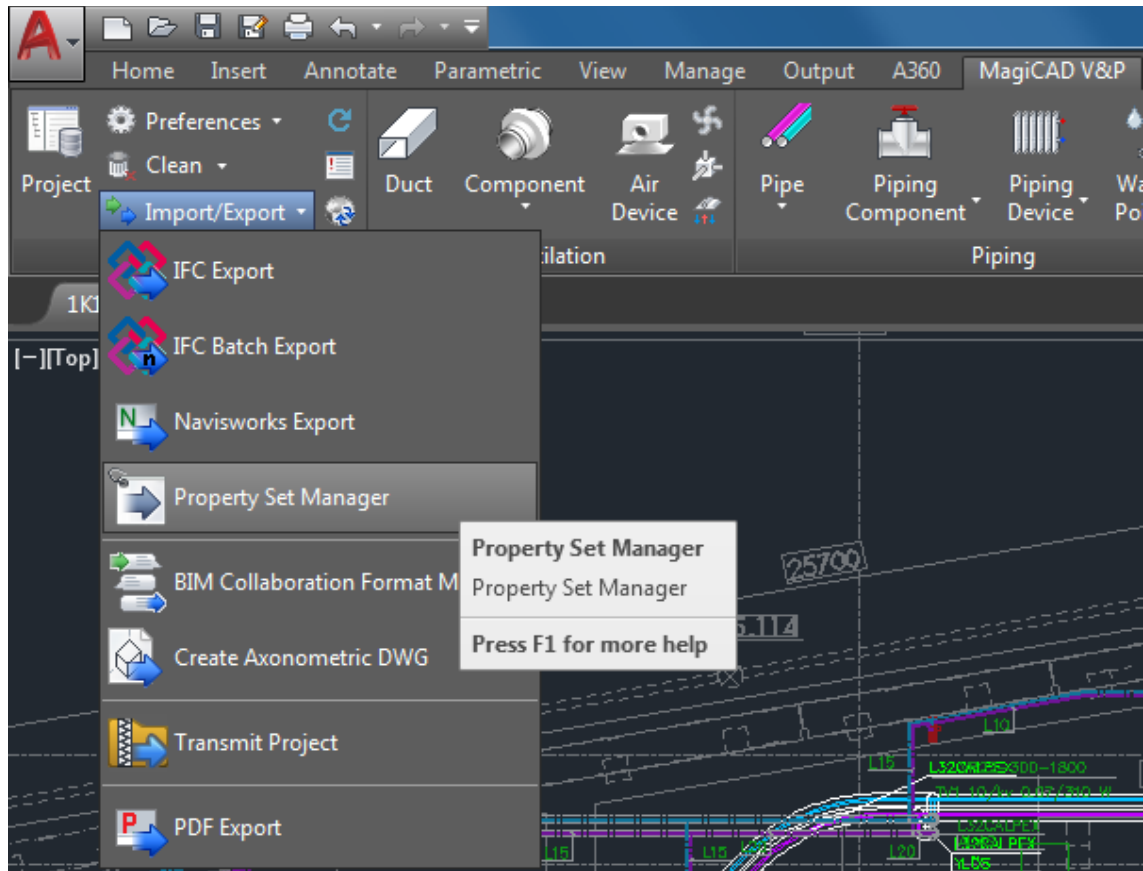 Home Insert Annotate Parametric View Manage Output A360 MagiCAD V&P
Preferences
Clean
Import/Export
Project
Duct
Component
Air
Device
Pipe
Piping
Component
Piping
Device
Piping
IFC Export
IFC Batch Export
Navisworks Export
Property Set Manager
BIM Collaboration Format M
Create Axonometric DWG
Transmit Project
PDF Export
Property Set Manager
Property Set Manager
Press F1 for more help
[−][Top]
25700
L10
L15
L15
L15
L20